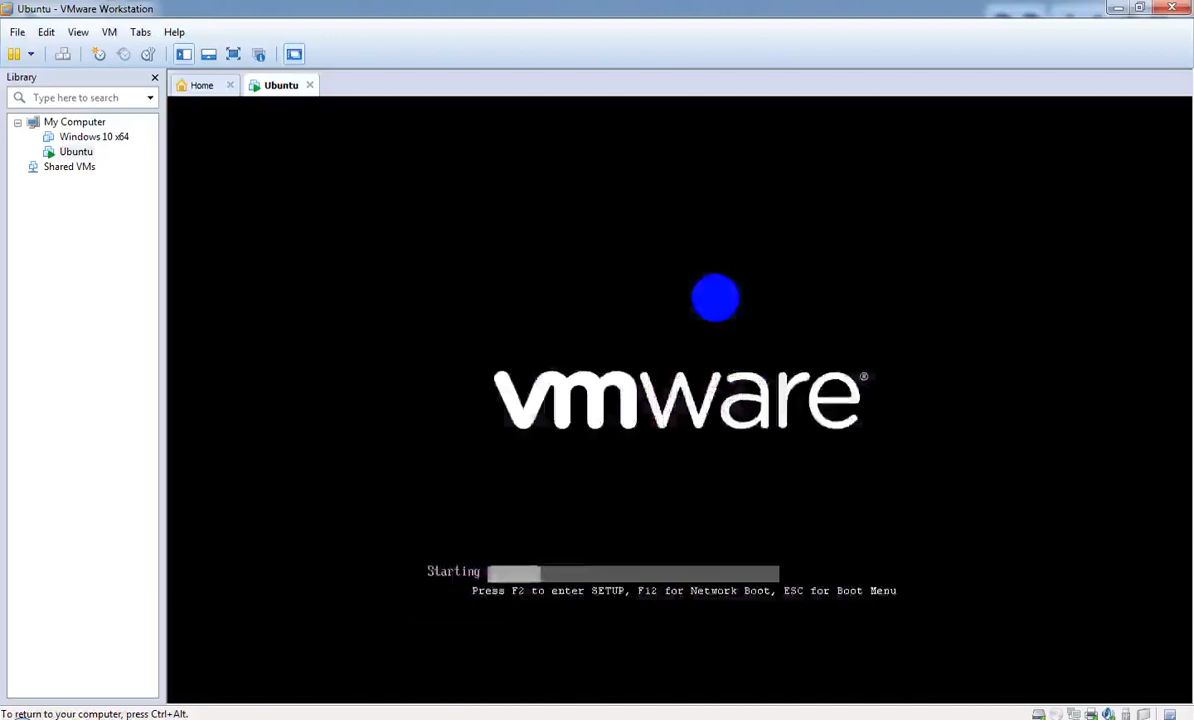 Ubuntu - VMware Workstation
File Edit View VM Tabs Help
Library
Home
Ubuntu
Type here to search
My Computer
Windows 10 x64
Ubuntu
Shared VMs
vmware®
Starting
Press F2 to enter SETUP, F12 for Network Boot, ESC for Boot Menu
To return to your computer, press Ctrl+Alt.